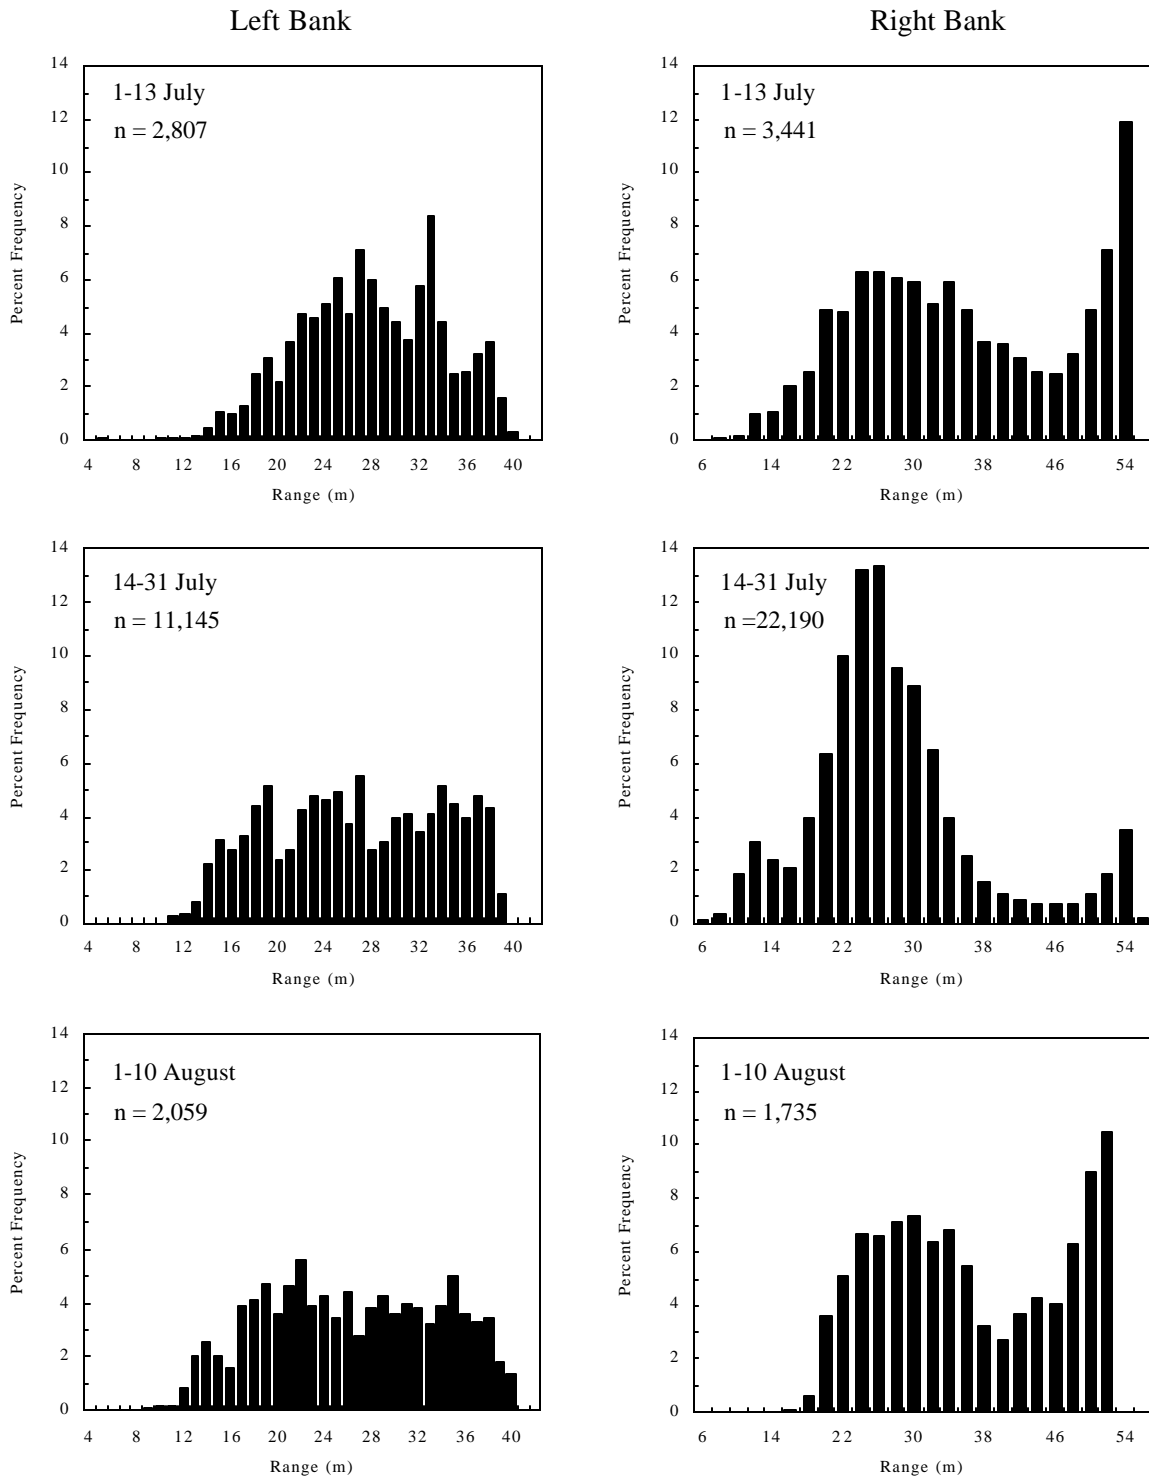 Left Bank
Right Bank
14
12
10
8
6
4
2
0
Percent Frequency
1-13 July
n = 2,807
4 8 12 16 20 24 28 32 36 40
Range (m)
14
12
10
8
6
4
2
0
Percent Frequency
1-13 July
n = 3,441
6 14 22 30 38 46 54
Range (m)
14
12
10
8
6
4
2
0
Percent Frequency
14-31 July
n = 11,145
4 8 12 16 20 24 28 32 36 40
Range (m)
14
12
10
8
6
4
2
0
Percent Frequency
14-31 July
n =22,190
6 14 22 30 38 46 54
Range (m)
14
12
10
8
6
4
2
0
Percent Frequency
1-10 August
n = 2,059
4 8 12 16 20 24 28 32 36 40
Range (m)
14
12
10
8
6
4
2
0
Percent Frequency
1-10 August
n = 1,735
6 14 22 30 38 46 54
Range (m)